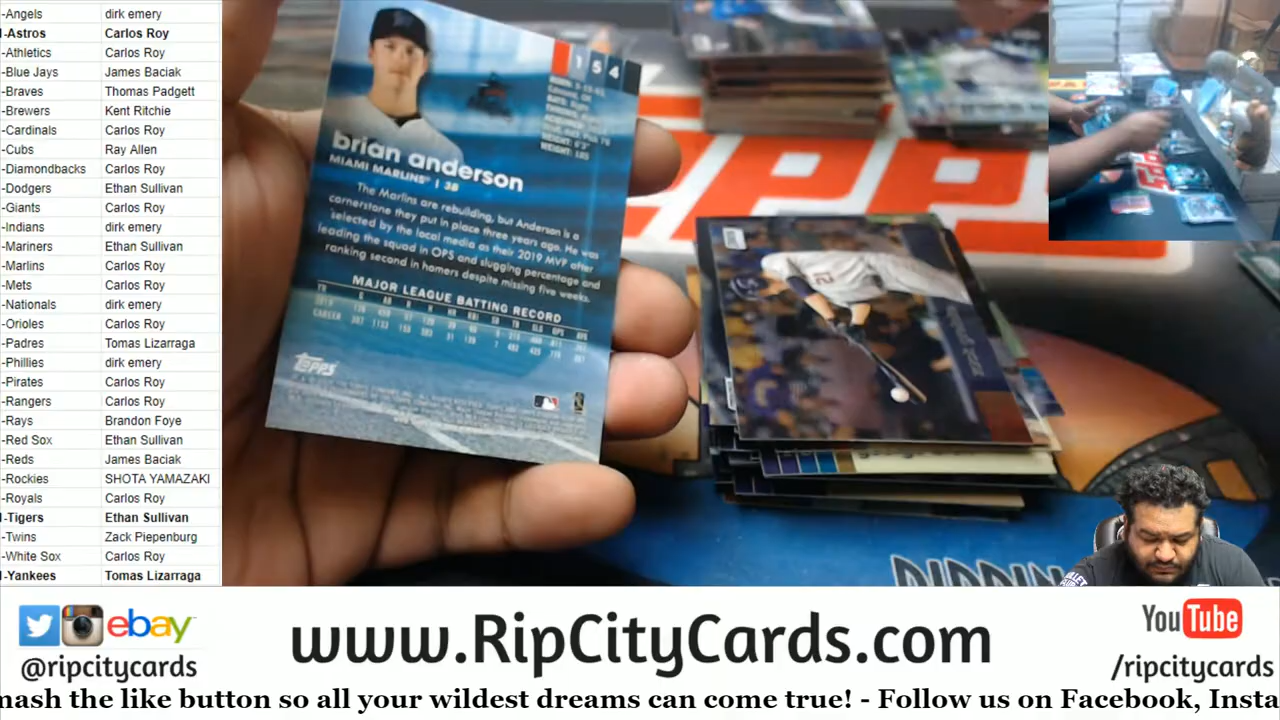 -Angels dirk emery
-Astros Carlos Roy
-Athletics Carlos Roy
-Blue Jays James Baciak
-Braves Thomas Padgett
-Brewers Kent Ritchie
-Cardinals Carlos Roy
-Cubs Ray Allen
-Diamondbacks Carlos Roy
-Dodgers Ethan Sullivan
-Giants Carlos Roy
-Indians dirk emery
-Mariners Ethan Sullivan
-Marlins Carlos Roy
-Mets Carlos Roy
-Nationals dirk emery
-Orioles Carlos Roy
-Padres Tomas Lizarraga
-Phillies dirk emery
-Pirates Carlos Roy
-Rangers Carlos Roy
-Rays Brandon Foye
-Red Sox Ethan Sullivan
-Reds James Baciak
-Rockies SHOTA YAMAZAKI
-Royals Carlos Roy
-Tigers Ethan Sullivan
-Twins Zack Piepenburg
-White Sox Carlos Roy
-Yankees Tomas Lizarraga
154
brian anderson
MIAMI MARLINS | 3B
The Marlins are rebuilding, but Anderson is a
cornerstone they put in place three years ago. He was
selected by the local media as their 2019 MVP after
leading the squad in OPS and slugging percentage and
ranking second in homers despite missing five weeks.
MAJOR LEAGUE BATTING RECORD
CAREER
TOPPS
ebay
@ripcitycards
www.RipCityCards.com
YouTube
/ripcitycards
mash the like button so all your wildest dreams can come true! - Follow us on Facebook, Insta